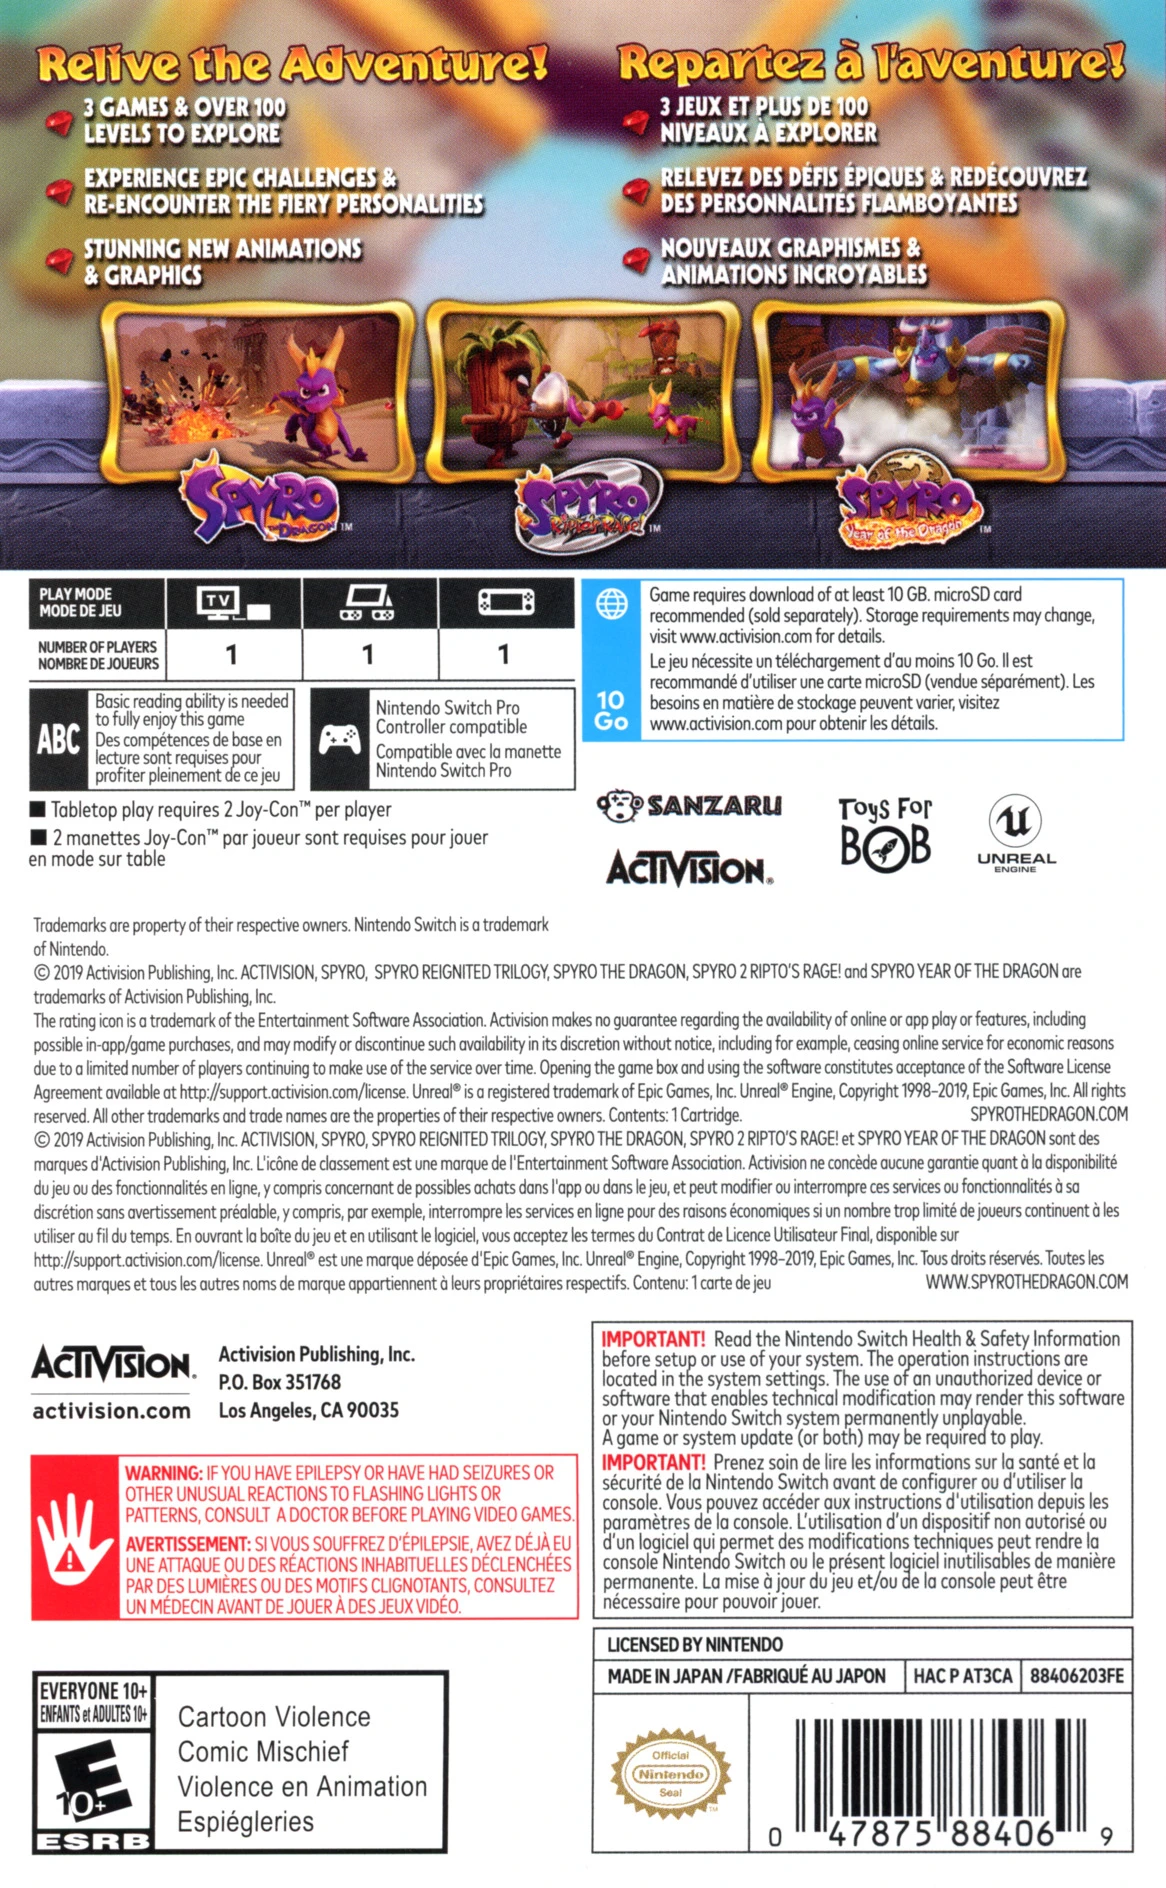 Relive the Adventure!
3 GAMES & OVER 100
LEVELS TO EXPLORE
EXPERIENCE EPIC CHALLENGES &
RE-ENCOUNTER THE FIERY PERSONALITIES
STUNNING NEW ANIMATIONS
& GRAPHICS
Repartez à l'aventure!
3 JEUX ET PLUS DE 100
NIVEAUX À EXPLORER
RELEVEZ DES DÉFIS ÉPIQUES & REDÉCOUVREZ
DES PERSONNALITÉS FLAMBOYANTES
NOUVEAUX GRAPHISMES &
ANIMATIONS INCROYABLES
SPYRO
THE DRAGON™
SPYRO
RIPTO'S RAGE!™
SPYRO
Year of the Dragon™
PLAY MODE
MODE DE JEU
TV
NUMBER OF PLAYERS
NOMBRE DE JOUEURS
1 1 1
ABC
Basic reading ability is needed
to fully enjoy this game
Des compétences de base en
lecture sont requises pour
profiter pleinement de ce jeu
Nintendo Switch Pro
Controller compatible
Compatible avec la manette
Nintendo Switch Pro
10
Go
Game requires download of at least 10 GB. microSD card
recommended (sold separately). Storage requirements may change,
visit www.activision.com for details.
Le jeu nécessite un téléchargement d'au moins 10 Go. Il est
recommandé d'utiliser une carte microSD (vendue séparément). Les
besoins en matière de stockage peuvent varier, visitez
www.activision.com pour obtenir les détails.
■ Tabletop play requires 2 Joy-Con™ per player
■ 2 manettes Joy-Con™ par joueur sont requises pour jouer
en mode sur table
SANZARU
ACTIVISION®
Toys For
BOB
UNREAL
ENGINE
Trademarks are property of their respective owners. Nintendo Switch is a trademark
of Nintendo.
© 2019 Activision Publishing, Inc. ACTIVISION, SPYRO, SPYRO REIGNITED TRILOGY, SPYRO THE DRAGON, SPYRO 2 RIPTO'S RAGE! and SPYRO YEAR OF THE DRAGON are
trademarks of Activision Publishing, Inc.
The rating icon is a trademark of the Entertainment Software Association. Activision makes no guarantee regarding the availability of online or app play or features, including
possible in-app/game purchases, and may modify or discontinue such availability in its discretion without notice, including for example, ceasing online service for economic reasons
due to a limited number of players continuing to make use of the service over time. Opening the game box and using the software constitutes acceptance of the Software License
Agreement available at http://support.activision.com/license. Unreal® is a registered trademark of Epic Games, Inc. Unreal® Engine, Copyright 1998-2019, Epic Games, Inc. All rights
reserved. All other trademarks and trade names are the properties of their respective owners. Contents: 1 Cartridge. SPYROTHEDRAGON.COM
© 2019 Activision Publishing, Inc. ACTIVISION, SPYRO, SPYRO REIGNITED TRILOGY, SPYRO THE DRAGON, SPYRO 2 RIPTO'S RAGE! et SPYRO YEAR OF THE DRAGON sont des
marques d'Activision Publishing, Inc. L'icône de classement est une marque de l'Entertainment Software Association. Activision ne concède aucune garantie quant à la disponibilité
du jeu ou des fonctionnalités en ligne, y compris concernant de possibles achats dans l'app ou dans le jeu, et peut modifier ou interrompre ces services ou fonctionnalités à sa
discrétion sans avertissement préalable, y compris, par exemple, interrompre les services en ligne pour des raisons économiques si un nombre trop limité de joueurs continuent à les
utiliser au fil du temps. En ouvrant la boîte du jeu et en utilisant le logiciel, vous acceptez les termes du Contrat de Licence Utilisateur Final, disponible sur
http://support.activision.com/license. Unreal® est une marque déposée d'Epic Games, Inc. Unreal® Engine, Copyright 1998-2019, Epic Games, Inc. Tous droits réservés. Toutes les
autres marques et tous les autres noms de marque appartiennent à leurs propriétaires respectifs. Contenu: 1 carte de jeu WWW.SPYROTHEDRAGON.COM
ACTIVISION®
activision.com
Activision Publishing, Inc.
P.O. Box 351768
Los Angeles, CA 90035
WARNING: IF YOU HAVE EPILEPSY OR HAVE HAD SEIZURES OR
OTHER UNUSUAL REACTIONS TO FLASHING LIGHTS OR
PATTERNS, CONSULT A DOCTOR BEFORE PLAYING VIDEO GAMES.
AVERTISSEMENT: SI VOUS SOUFFREZ D'ÉPILEPSIE, AVEZ DÉJÀ EU
UNE ATTAQUE OU DES RÉACTIONS INHABITUELLES DÉCLENCHÉES
PAR DES LUMIÈRES OU DES MOTIFS CLIGNOTANTS, CONSULTEZ
UN MÉDECIN AVANT DE JOUER À DES JEUX VIDÉO.
IMPORTANT! Read the Nintendo Switch Health & Safety Information
before setup or use of your system. The operation instructions are
located in the system settings. The use of an unauthorized device or
software that enables technical modification may render this software
or your Nintendo Switch system permanently unplayable.
A game or system update (or both) may be required to play.
IMPORTANT! Prenez soin de lire les informations sur la santé et la
sécurité de la Nintendo Switch avant de configurer ou d'utiliser la
console. Vous pouvez accéder aux instructions d'utilisation depuis les
paramètres de la console. L'utilisation d'un dispositif non autorisé ou
d'un logiciel qui permet des modifications techniques peut rendre la
console Nintendo Switch ou le présent logiciel inutilisables de manière
permanente. La mise à jour du jeu et/ou de la console peut être
nécessaire pour pouvoir jouer.
LICENSED BY NINTENDO
MADE IN JAPAN / FABRIQUÉ AU JAPON
HAC P AT3CA
88406203FE
EVERYONE 10+
ENFANTS et ADULTES 10+
E
10+
ESRB
Cartoon Violence
Comic Mischief
Violence en Animation
Espiégleries
Official
Nintendo
Seal
™
0 47875 88406 9